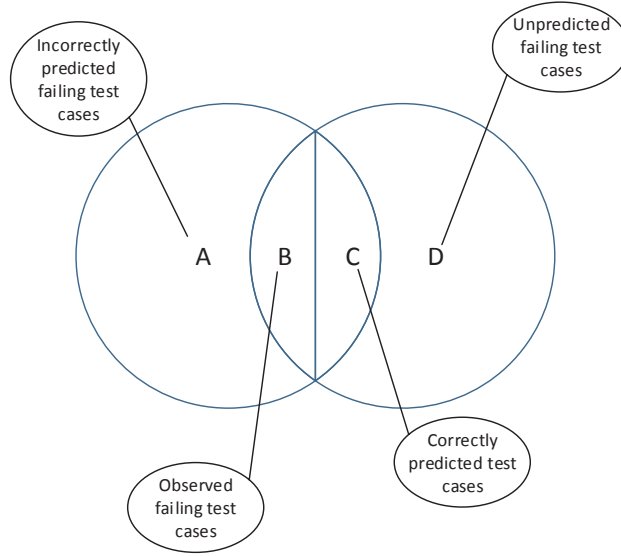 Incorrectly
predicted
failing test
cases
Unpredicted
failing test
cases
A
B
C
D
Observed
failing test
cases
Correctly
predicted test
cases